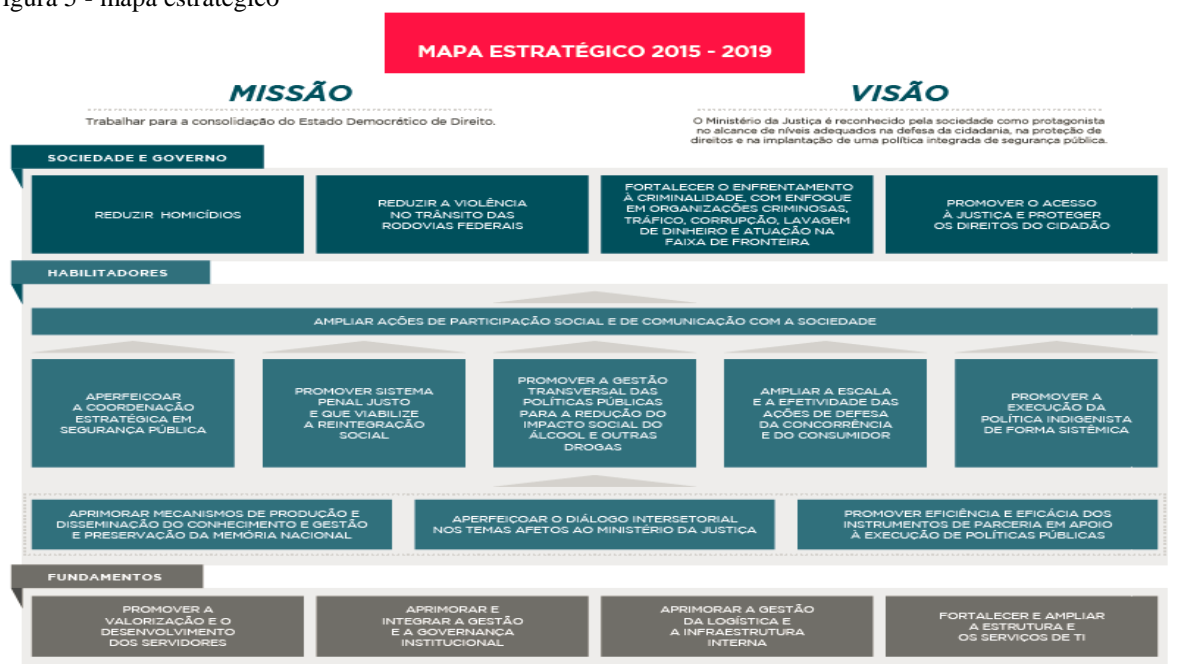 igura 5 - mapa estratégico
MAPA ESTRATÉGICO 2015 - 2019
MISSÃO
Trabalhar para a consolidação do Estado Democrático de Direito.
VISÃO
O Ministério da Justiça é reconhecido pela sociedade como protagonista
no alcance de níveis adequados na defesa da cidadania, na proteção de
direitos e na implantação de uma política integrada de segurança pública.
SOCIEDADE E GOVERNO
REDUZIR HOMICÍDIOS
REDUZIR A VIOLÊNCIA
NO TRÂNSITO DAS
RODOVIAS FEDERAIS
FORTALECER O ENFRENTAMENTO
À CRIMINALIDADE, COM ENFOQUE
EM ORGANIZAÇÕES CRIMINOSAS,
TRÁFICO, CORRUPÇÃO, LAVAGEM
DE DINHEIRO E ATUAÇÃO NA
FAIXA DE FRONTEIRA
PROMOVER O ACESSO
À JUSTIÇA E PROTEGER
OS DIREITOS DO CIDADÃO
HABILITADORES
AMPLIAR AÇÕES DE PARTICIPAÇÃO SOCIAL E DE COMUNICAÇÃO COM A SOCIEDADE
APERFEIÇOAR
A COORDENAÇÃO
ESTRATÉGICA EM
SEGURANÇA PÚBLICA
PROMOVER SISTEMA
PENAL JUSTO
E QUE VIABILIZE
A REINTEGRAÇÃO
SOCIAL
PROMOVER A GESTÃO
TRANSVERSAL DAS
POLÍTICAS PÚBLICAS
PARA A REDUÇÃO DO
IMPACTO SOCIAL DO
ÁLCOOL E OUTRAS
DROGAS
AMPLIAR A ESCALA
E A EFETIVIDADE DAS
AÇÕES DE DEFESA
DA CONCORRÊNCIA
E DO CONSUMIDOR
PROMOVER A
EXECUÇÃO DA
POLÍTICA INDIGENISTA
DE FORMA SISTÊMICA
APRIMORAR MECANISMOS DE PRODUÇÃO E
DISSEMINAÇÃO DO CONHECIMENTO E GESTÃO
E PRESERVAÇÃO DA MEMÓRIA NACIONAL
APERFEIÇOAR O DIÁLOGO INTERSETORIAL
NOS TEMAS AFETOS AO MINISTÉRIO DA JUSTIÇA
PROMOVER EFICIÊNCIA E EFICÁCIA DOS
INSTRUMENTOS DE PARCERIA EM APOIO
À EXECUÇÃO DE POLÍTICAS PÚBLICAS
FUNDAMENTOS
PROMOVER A
VALORIZAÇÃO E O
DESENVOLVIMENTO
DOS SERVIDORES
APRIMORAR E
INTEGRAR A GESTÃO
E A GOVERNANÇA
INSTITUCIONAL
APRIMORAR A GESTÃO
DA LOGÍSTICA E
A INFRAESTRUTURA
INTERNA
FORTALECER E AMPLIAR
A ESTRUTURA E
OS SERVIÇOS DE TI